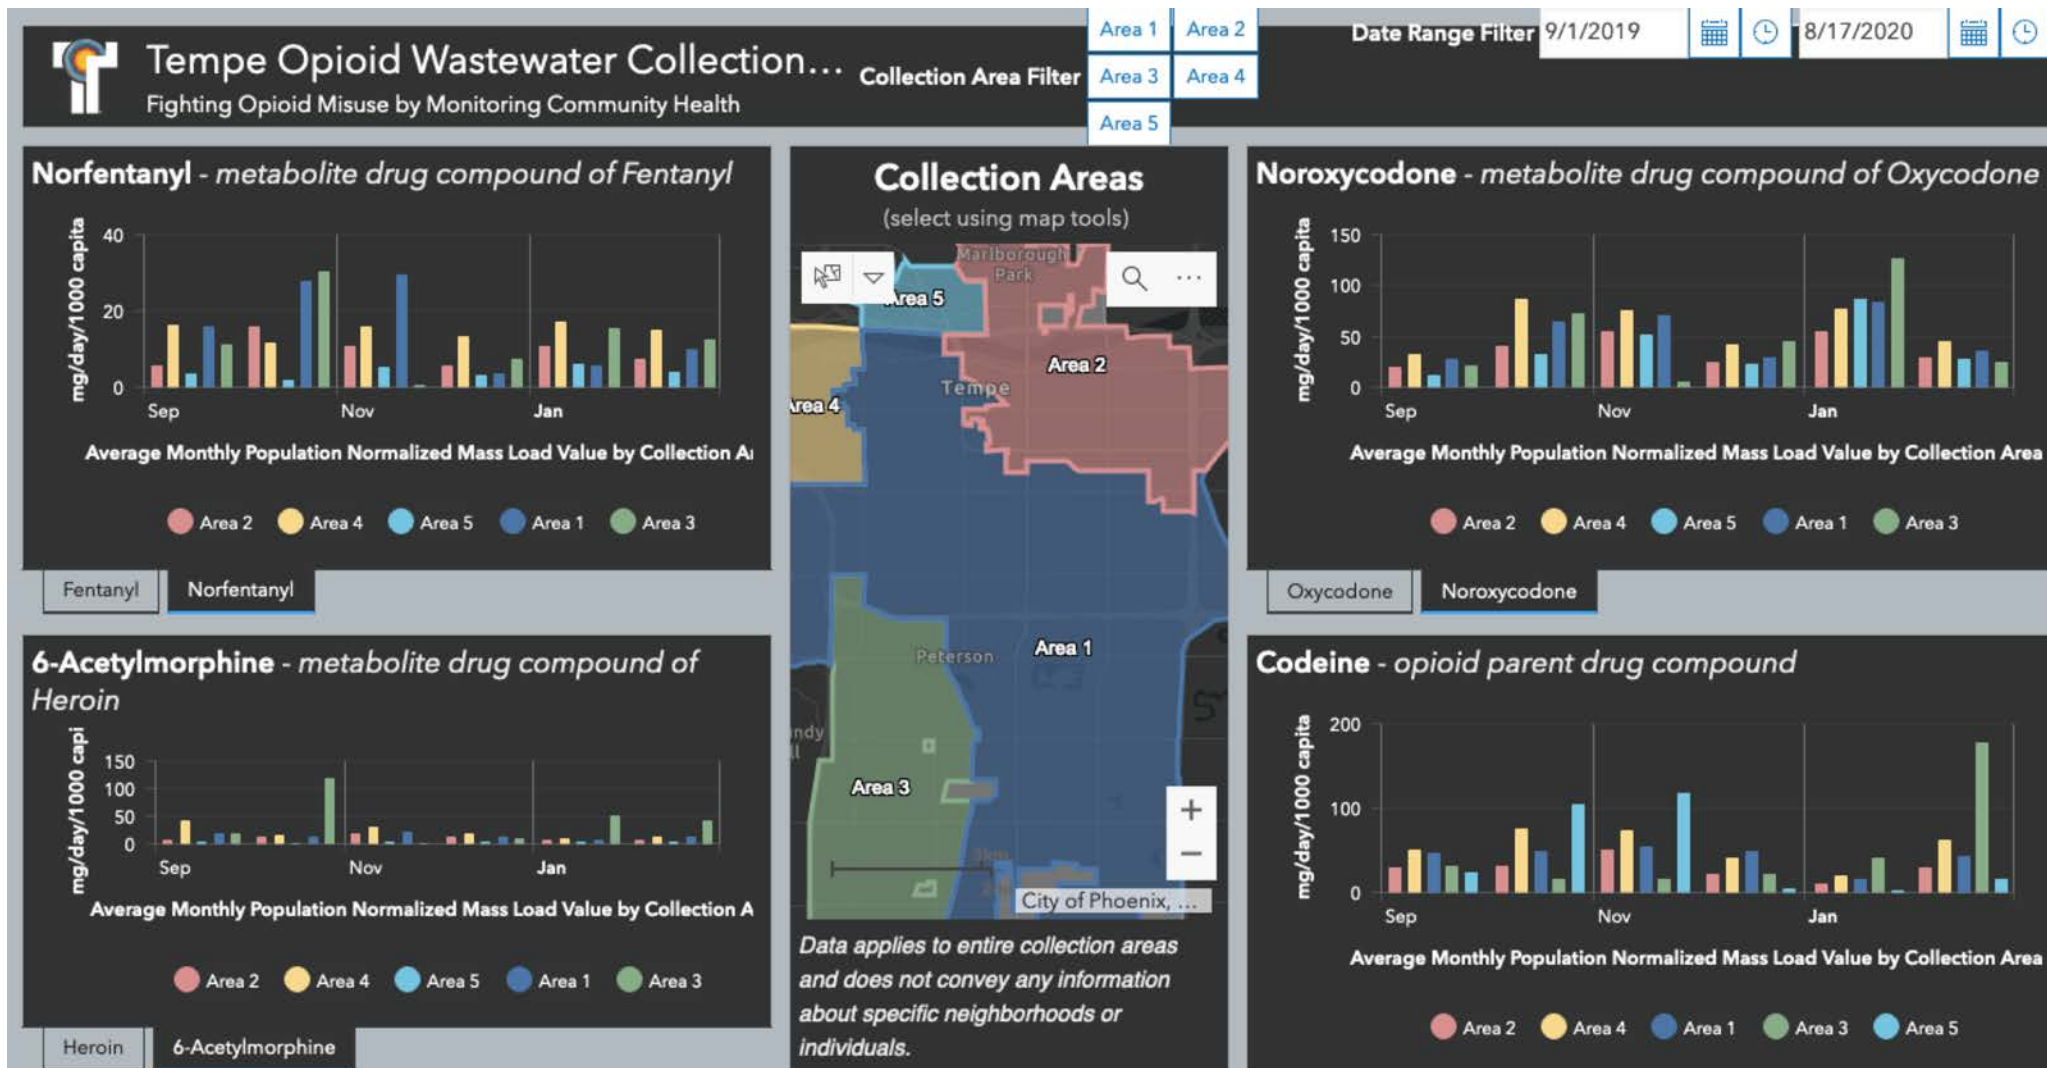 Tempe Opioid Wastewater Collection...
Fighting Opioid Misuse by Monitoring Community Health
Collection Area Filter
Area 1
Area 2
Area 3
Area 4
Area 5
Date Range Filter
9/1/2019
8/17/2020
Norfentanyl - metabolite drug compound of Fentanyl
mg/day/1000 capita
40
20
0
Sep
Nov
Jan
Average Monthly Population Normalized Mass Load Value by Collection A
Area 2
Area 4
Area 5
Area 1
Area 3
Fentanyl
Norfentanyl
6-Acetylmorphine - metabolite drug compound of
Heroin
mg/day/1000 capi
150
100
50
0
Sep
Nov
Jan
Average Monthly Population Normalized Mass Load Value by Collection A
Area 2
Area 4
Area 5
Area 1
Area 3
Heroin
6-Acetylmorphine
Collection Areas
(select using map tools)
Marlborough
Park
Area 5
Area 2
Tempe
Area 4
Peterson
Area 1
Area 3
3km
City of Phoenix, ...
Data applies to entire collection areas
and does not convey any information
about specific neighborhoods or
individuals.
Noroxycodone - metabolite drug compound of Oxycodone
mg/day/1000 capita
150
100
50
0
Sep
Nov
Jan
Average Monthly Population Normalized Mass Load Value by Collection Area
Area 2
Area 4
Area 5
Area 1
Area 3
Oxycodone
Noroxycodone
Codeine - opioid parent drug compound
mg/day/1000 capita
200
100
0
Sep
Nov
Jan
Average Monthly Population Normalized Mass Load Value by Collection Area
Area 2
Area 4
Area 1
Area 3
Area 5